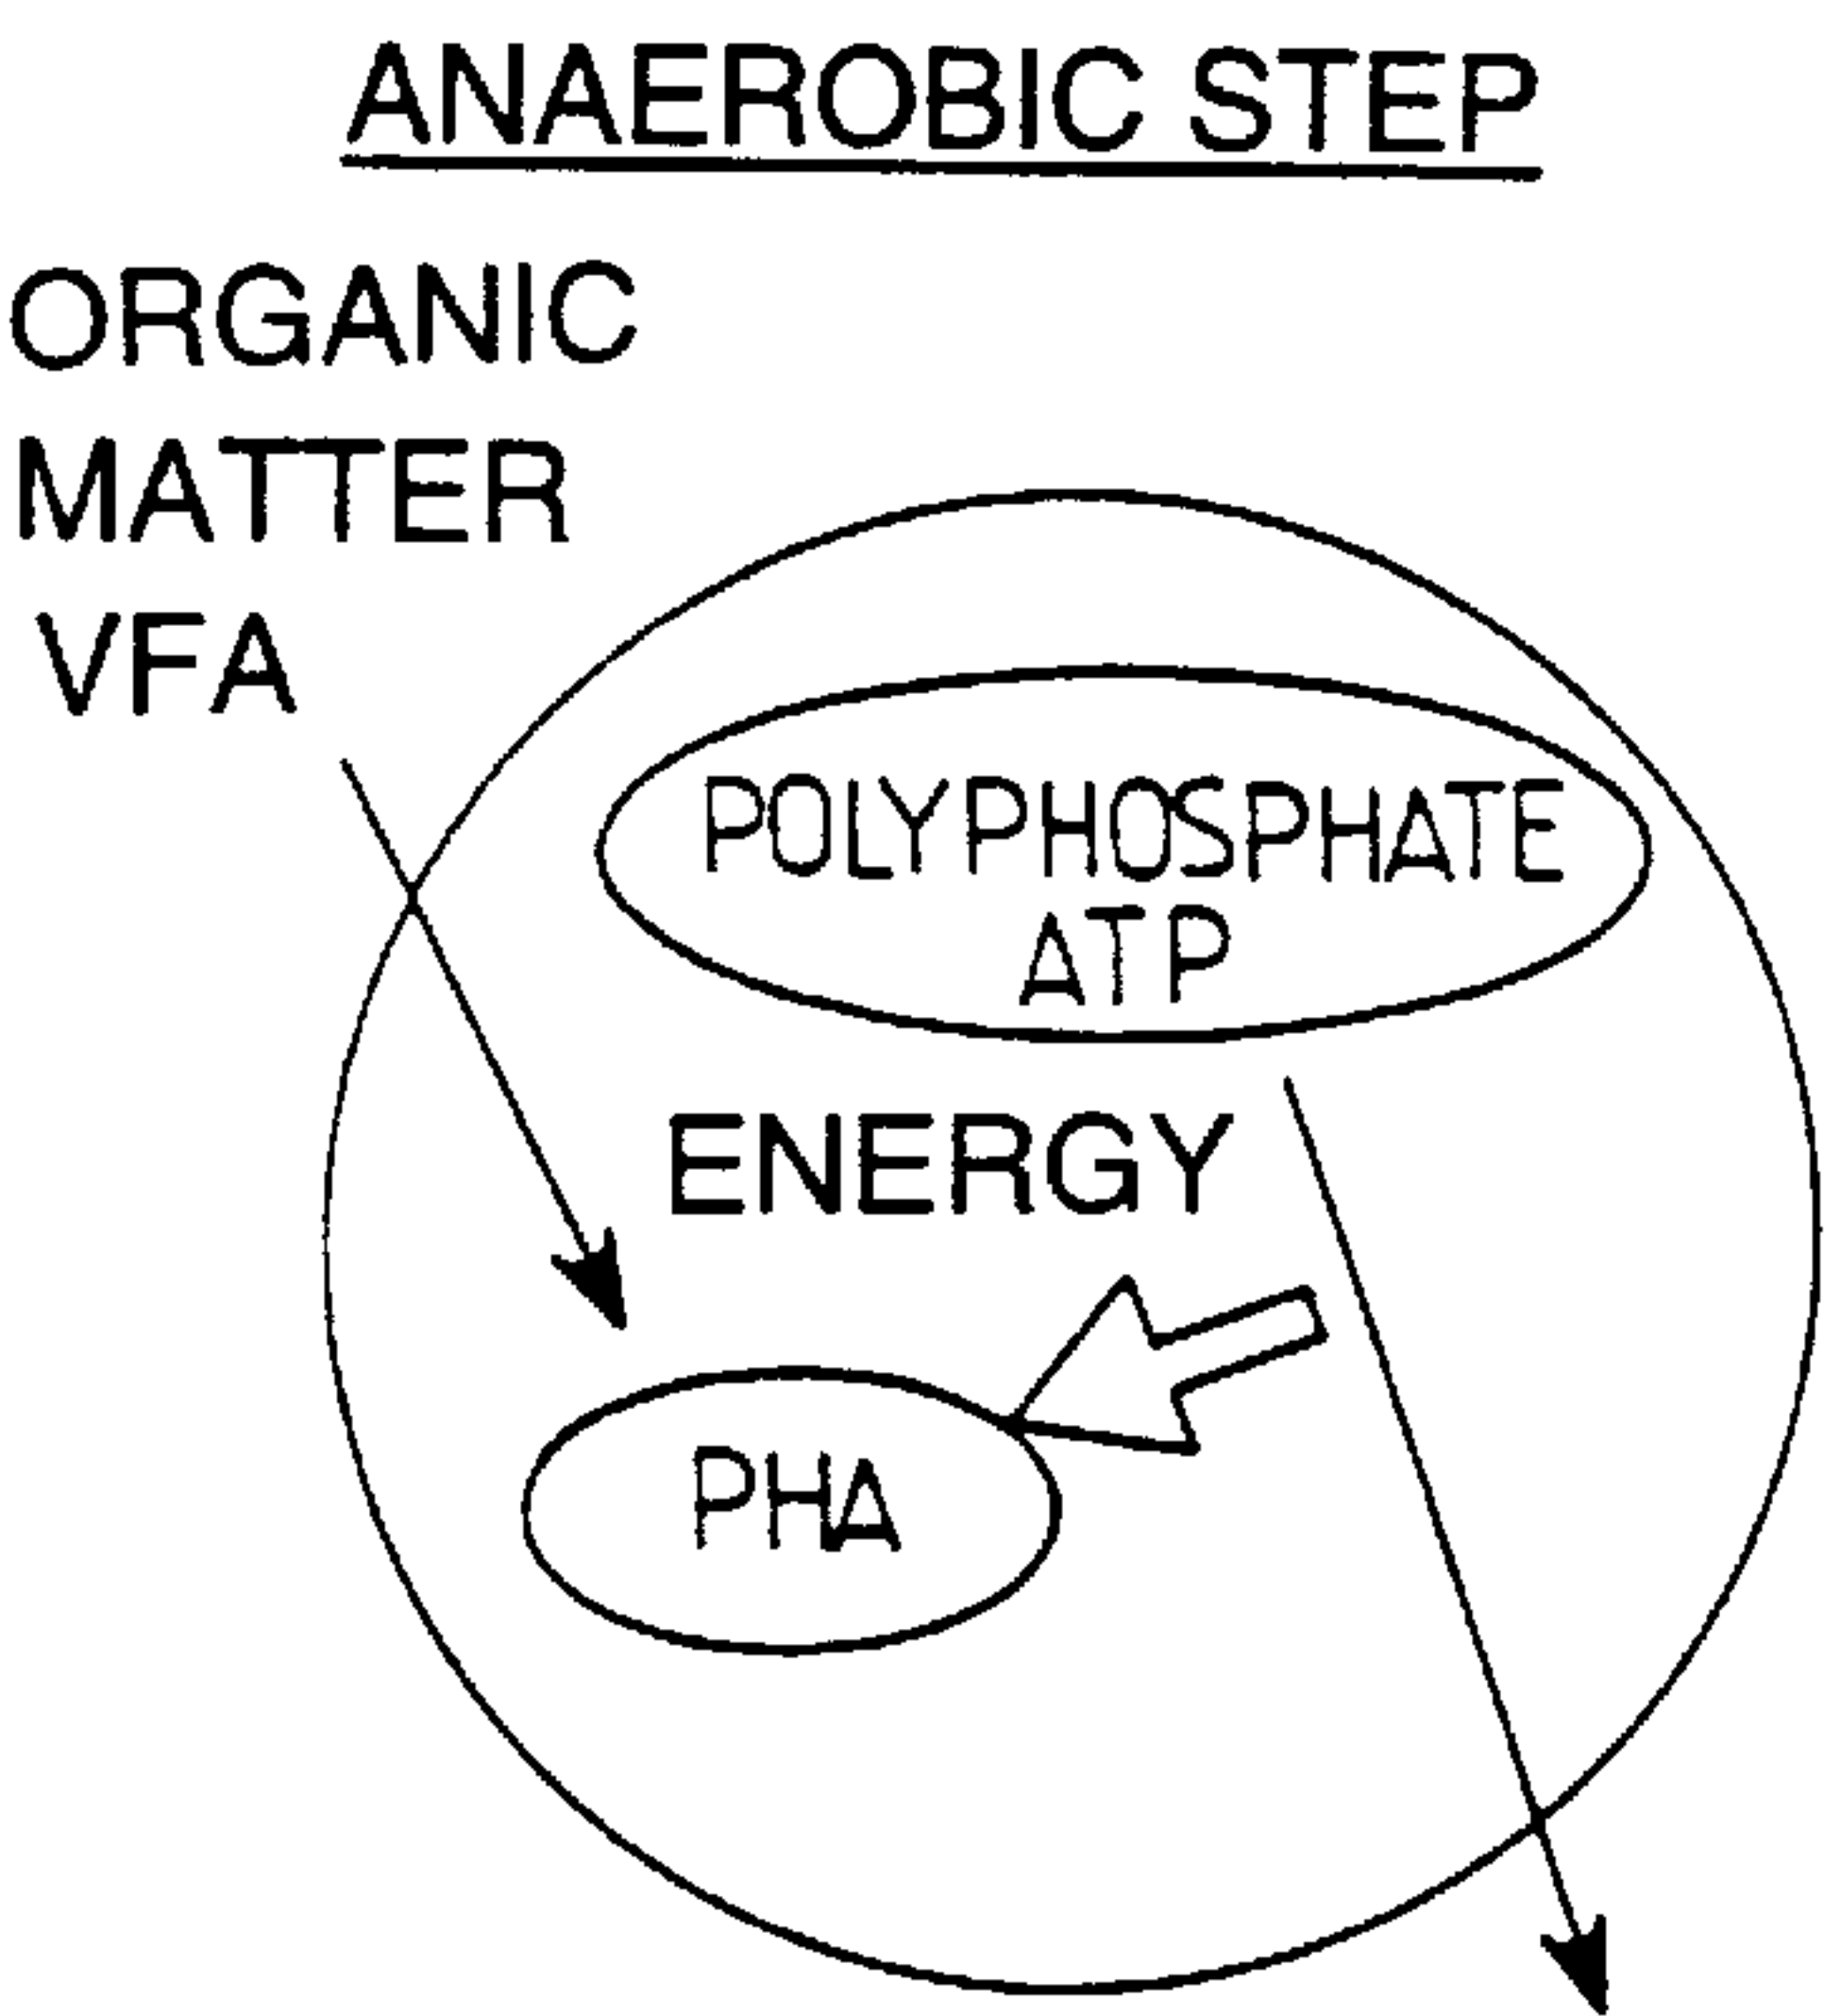 ANAEROBIC STEP
ORGANIC
MATTER
VFA
POLYPHOSPHATE
ATP
ENERGY
PHA